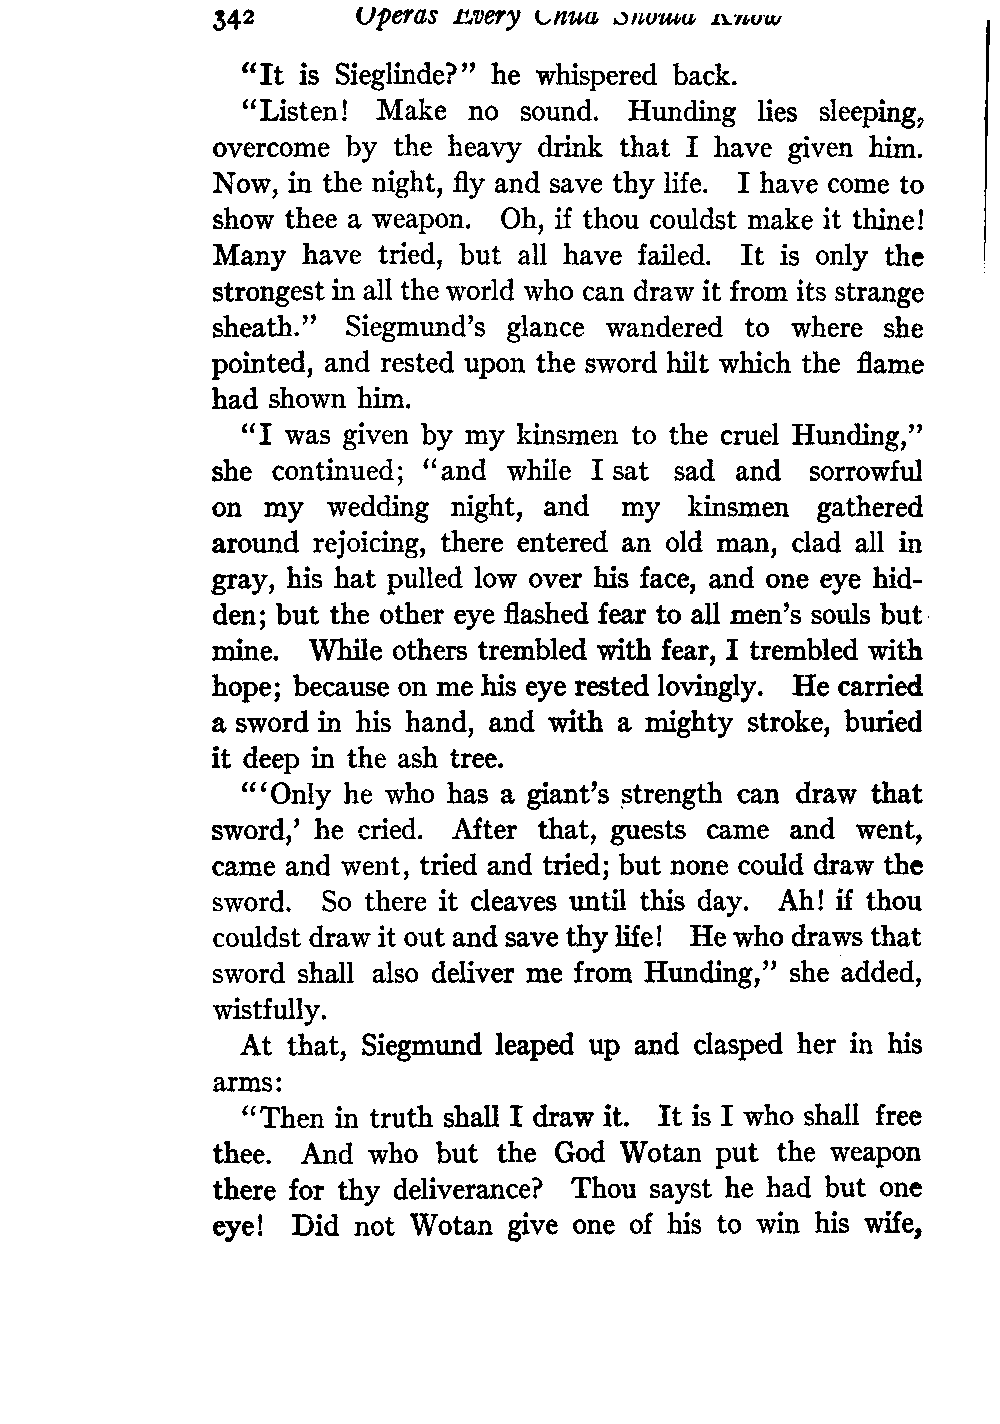 342 Operas Every Child Should Know
“It is Sieglinde?” he whispered back.
“Listen! Make no sound. Hunding lies sleeping,
overcome by the heavy drink that I have given him.
Now, in the night, fly and save thy life. I have come to
show thee a weapon. Oh, if thou couldst make it thine!
Many have tried, but all have failed. It is only the
strongest in all the world who can draw it from its strange
sheath.” Siegmund's glance wandered to where she
pointed, and rested upon the sword hilt which the flame
had shown him.
“I was given by my kinsmen to the cruel Hunding,”
she continued; “and while I sat sad and sorrowful
on my wedding night, and my kinsmen gathered
around rejoicing, there entered an old man, clad all in
gray, his hat pulled low over his face, and one eye hid-
den; but the other eye flashed fear to all men's souls but
mine. While others trembled with fear, I trembled with
hope; because on me his eye rested lovingly. He carried
a sword in his hand, and with a mighty stroke, buried
it deep in the ash tree.
“‘Only he who has a giant's strength can draw that
sword,’ he cried. After that, guests came and went,
came and went, tried and tried; but none could draw the
sword. So there it cleaves until this day. Ah! if thou
couldst draw it out and save thy life! He who draws that
sword shall also deliver me from Hunding,” she added,
wistfully.
At that, Siegmund leaped up and clasped her in his
arms:
“Then in truth shall I draw it. It is I who shall free
thee. And who but the God Wotan put the weapon
there for thy deliverance? Thou sayst he had but one
eye! Did not Wotan give one of his to win his wife,